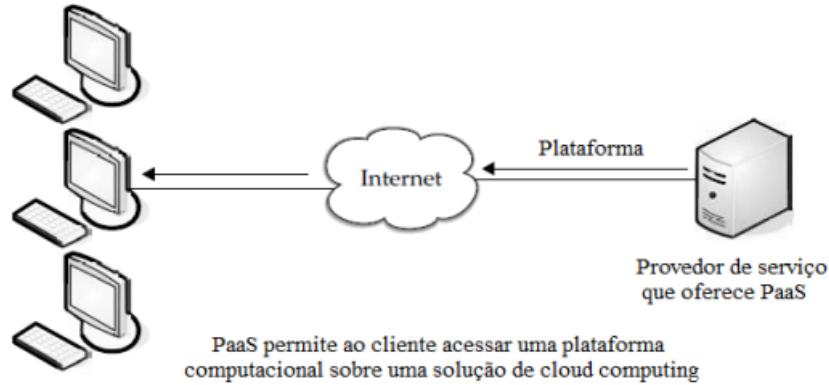 Plataforma
Internet
Provedor de serviço
que oferece PaaS
PaaS permite ao cliente acessar uma plataforma
computacional sobre uma solução de cloud computing